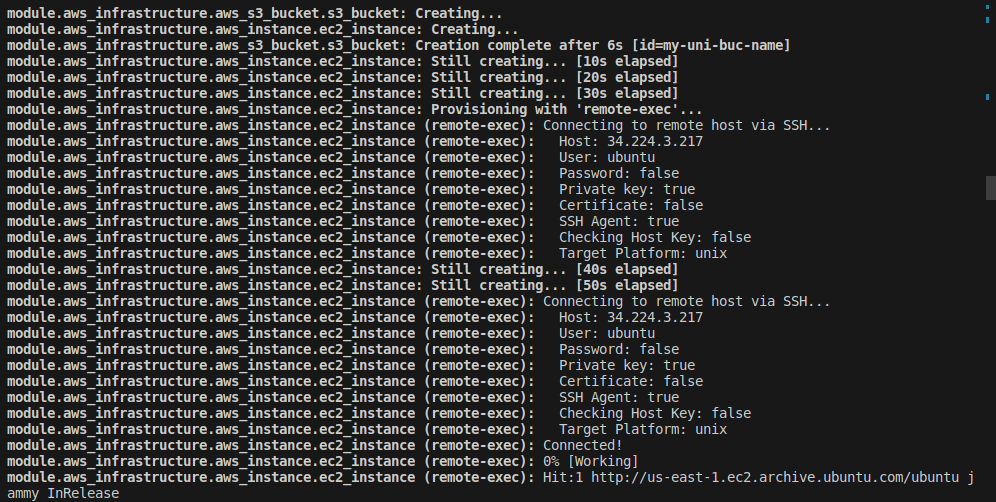 module.aws_infrastructure.aws_s3_bucket.s3_bucket: Creating...
module.aws_infrastructure.aws_instance.ec2_instance: Creating...
module.aws_infrastructure.aws_s3_bucket.s3_bucket: Creation complete after 6s [id=my-uni-buc-name]
module.aws_infrastructure.aws_instance.ec2_instance: Still creating... [10s elapsed]
module.aws_infrastructure.aws_instance.ec2_instance: Still creating... [20s elapsed]
module.aws_infrastructure.aws_instance.ec2_instance: Still creating... [30s elapsed]
module.aws_infrastructure.aws_instance.ec2_instance: Provisioning with 'remote-exec'...
module.aws_infrastructure.aws_instance.ec2_instance (remote-exec): Connecting to remote host via SSH...
module.aws_infrastructure.aws_instance.ec2_instance (remote-exec):   Host: 34.224.3.217
module.aws_infrastructure.aws_instance.ec2_instance (remote-exec):   User: ubuntu
module.aws_infrastructure.aws_instance.ec2_instance (remote-exec):   Password: false
module.aws_infrastructure.aws_instance.ec2_instance (remote-exec):   Private key: true
module.aws_infrastructure.aws_instance.ec2_instance (remote-exec):   Certificate: false
module.aws_infrastructure.aws_instance.ec2_instance (remote-exec):   SSH Agent: true
module.aws_infrastructure.aws_instance.ec2_instance (remote-exec):   Checking Host Key: false
module.aws_infrastructure.aws_instance.ec2_instance (remote-exec):   Target Platform: unix
module.aws_infrastructure.aws_instance.ec2_instance: Still creating... [40s elapsed]
module.aws_infrastructure.aws_instance.ec2_instance: Still creating... [50s elapsed]
module.aws_infrastructure.aws_instance.ec2_instance (remote-exec): Connecting to remote host via SSH...
module.aws_infrastructure.aws_instance.ec2_instance (remote-exec):   Host: 34.224.3.217
module.aws_infrastructure.aws_instance.ec2_instance (remote-exec):   User: ubuntu
module.aws_infrastructure.aws_instance.ec2_instance (remote-exec):   Password: false
module.aws_infrastructure.aws_instance.ec2_instance (remote-exec):   Private key: true
module.aws_infrastructure.aws_instance.ec2_instance (remote-exec):   Certificate: false
module.aws_infrastructure.aws_instance.ec2_instance (remote-exec):   SSH Agent: true
module.aws_infrastructure.aws_instance.ec2_instance (remote-exec):   Checking Host Key: false
module.aws_infrastructure.aws_instance.ec2_instance (remote-exec):   Target Platform: unix
module.aws_infrastructure.aws_instance.ec2_instance (remote-exec): Connected!
module.aws_infrastructure.aws_instance.ec2_instance (remote-exec): 0% [Working]
module.aws_infrastructure.aws_instance.ec2_instance (remote-exec): Hit:1 http://us-east-1.ec2.archive.ubuntu.com/ubuntu j
ammy InRelease